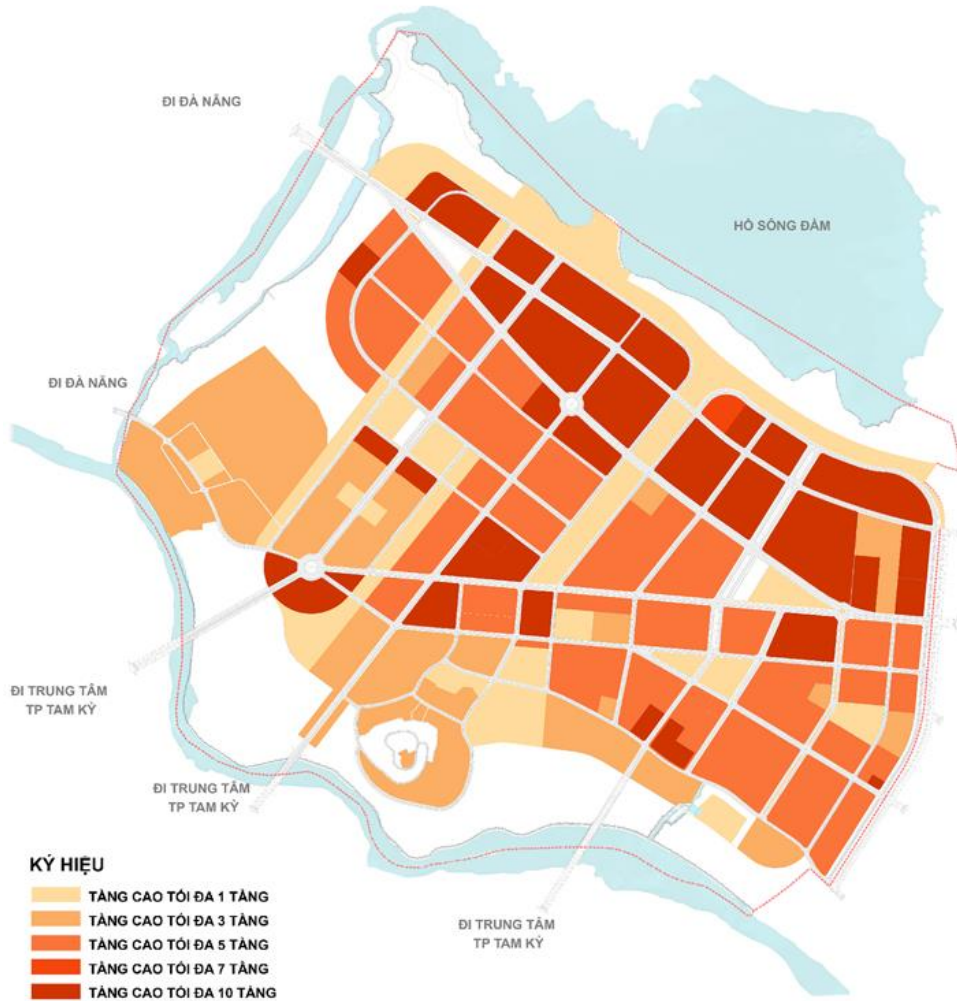 ĐI ĐÀ NẴNG
HỒ SÔNG ĐẦM
ĐI ĐÀ NẴNG
ĐI TRUNG TÂM
TP TAM KỲ
ĐI TRUNG TÂM
TP TAM KỲ
ĐI TRUNG TÂM
TP TAM KỲ
KÝ HIỆU
TẦNG CAO TỐI ĐA 1 TẦNG
TẦNG CAO TỐI ĐA 3 TẦNG
TẦNG CAO TỐI ĐA 5 TẦNG
TẦNG CAO TỐI ĐA 7 TẦNG
TẦNG CAO TỐI ĐA 10 TẦNG